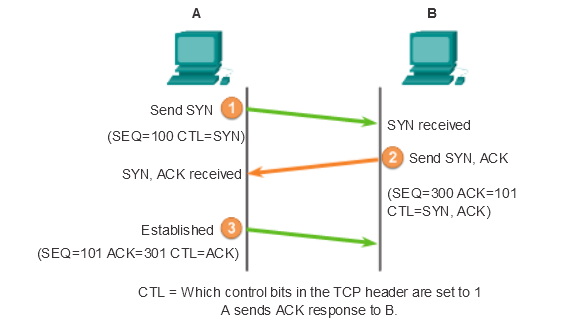 A
B
Send SYN 1
(SEQ=100 CTL=SYN)
SYN received
2 Send SYN, ACK
SYN, ACK received
(SEQ=300 ACK=101
CTL=SYN, ACK)
Established 3
(SEQ=101 ACK=301 CTL=ACK)
CTL = Which control bits in the TCP header are set to 1
A sends ACK response to B.